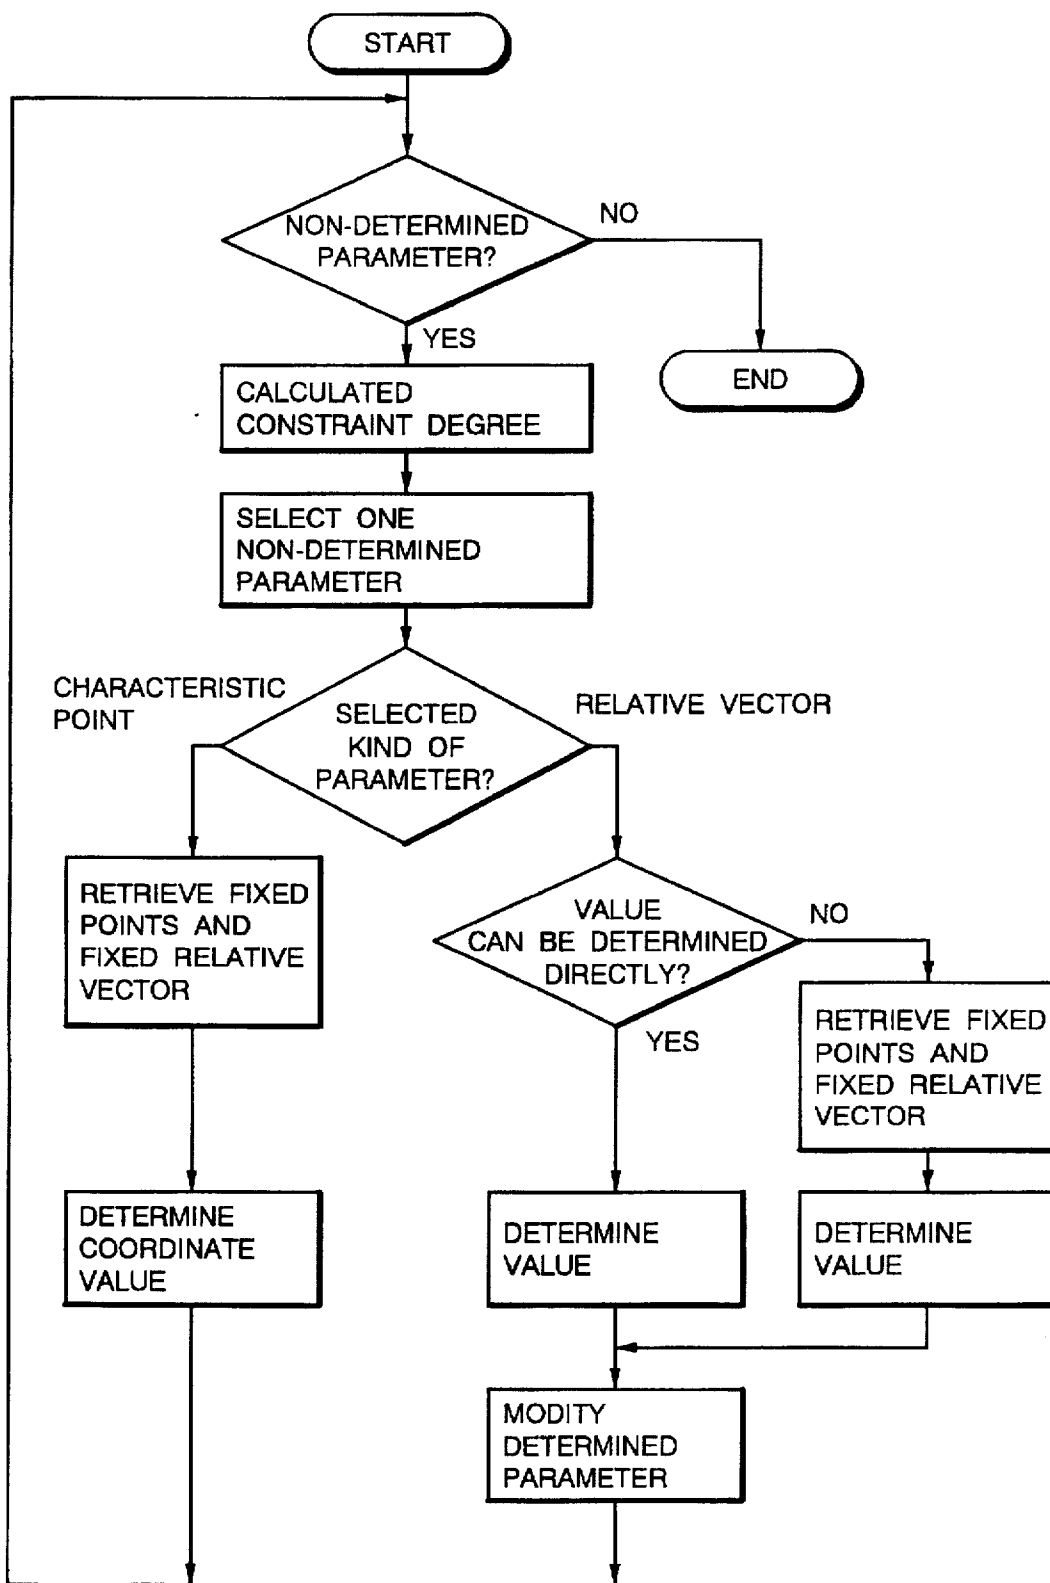 START
NON-DETERMINED
PARAMETER?
NO
YES
END
CALCULATED
CONSTRAINT DEGREE
SELECT ONE
NON-DETERMINED
PARAMETER
CHARACTERISTIC
POINT
SELECTED
KIND OF
PARAMETER?
RELATIVE VECTOR
RETRIEVE FIXED
POINTS AND
FIXED RELATIVE
VECTOR
VALUE
CAN BE DETERMINED
DIRECTLY?
NO
YES
RETRIEVE FIXED
POINTS AND
FIXED RELATIVE
VECTOR
DETERMINE
COORDINATE
VALUE
DETERMINE
VALUE
DETERMINE
VALUE
MODITY
DETERMINED
PARAMETER